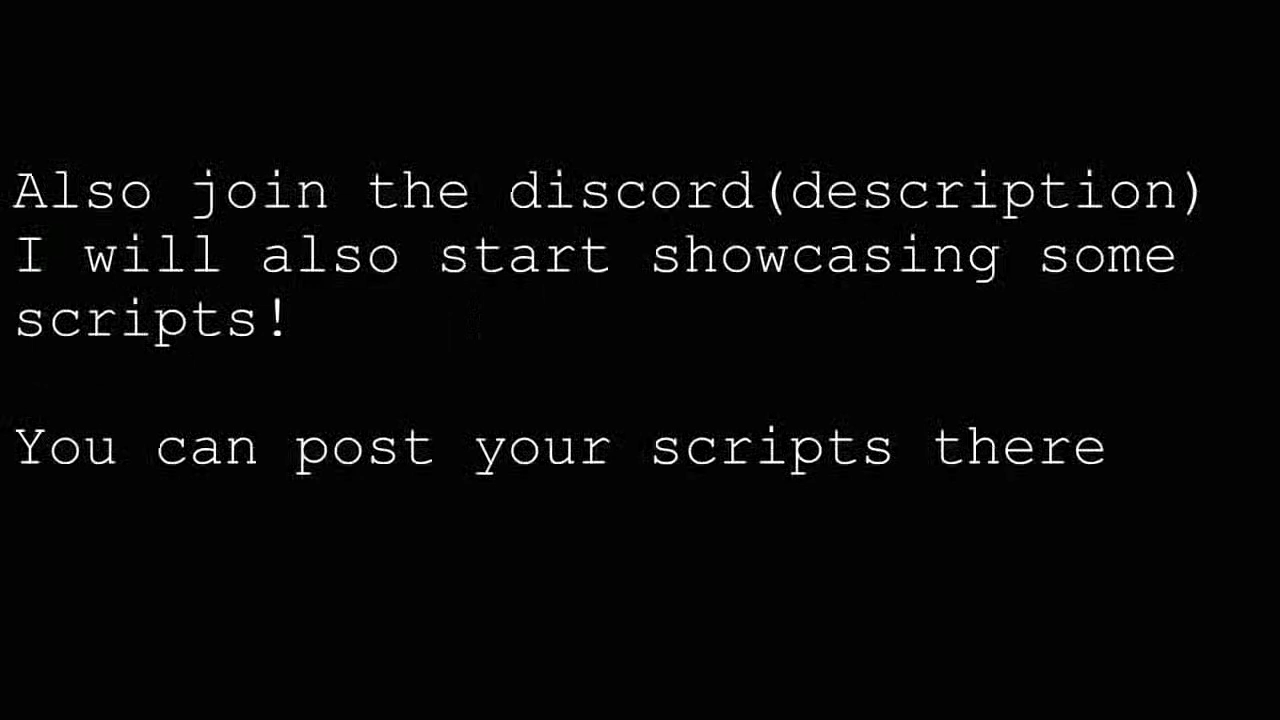 Also join the discord(description)
I will also start showcasing some
scripts!
You can post your scripts there